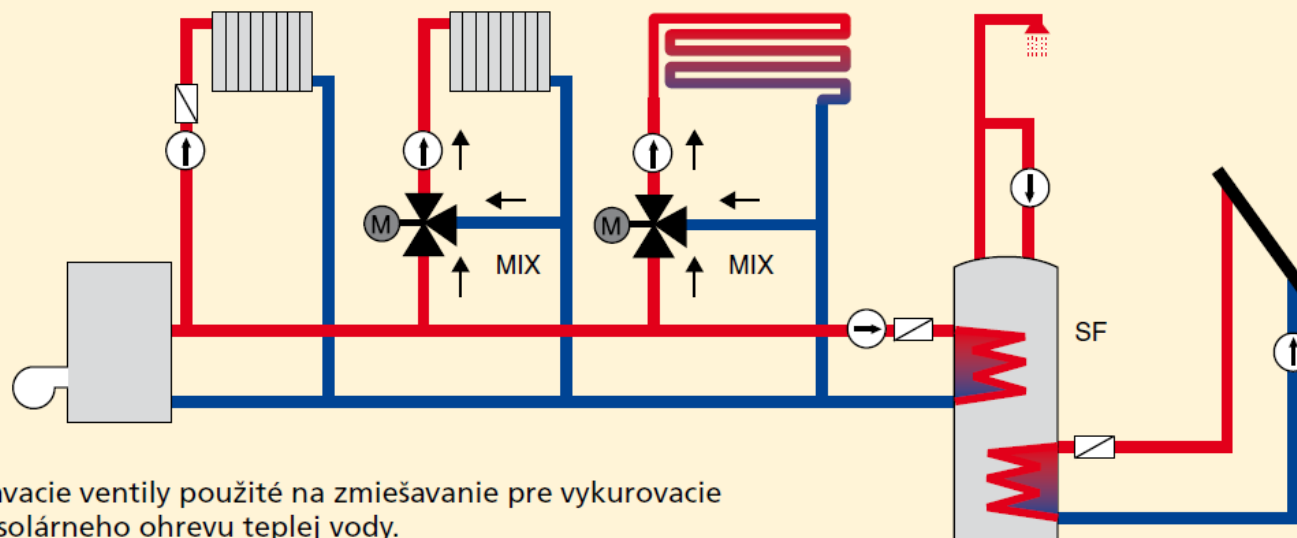 M
MIX
M
MIX
SF
vacie ventily použité na zmiešavanie pre vykurovacie
solárneho ohrevu teplej vody.